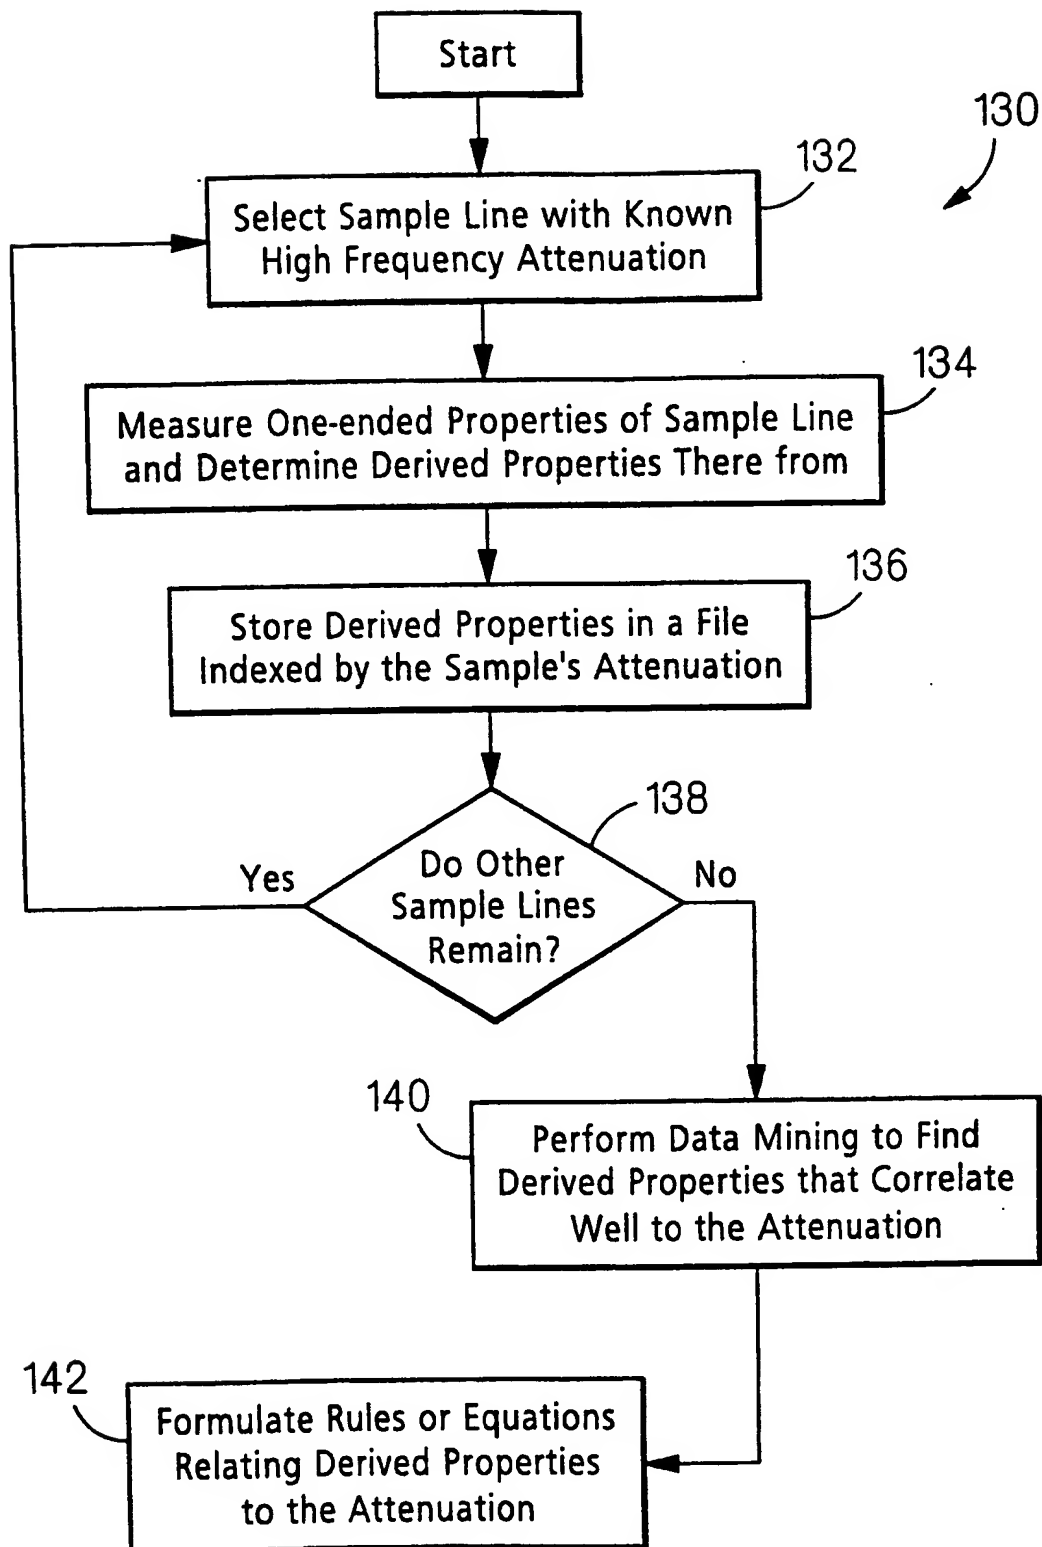 Start
130
132
Select Sample Line with Known
High Frequency Attenuation
134
Measure One-ended Properties of Sample Line
and Determine Derived Properties There from
136
Store Derived Properties in a File
Indexed by the Sample's Attenuation
138
Do Other
Sample Lines
Remain?
Yes
No
140
Perform Data Mining to Find
Derived Properties that Correlate
Well to the Attenuation
142
Formulate Rules or Equations
Relating Derived Properties
to the Attenuation